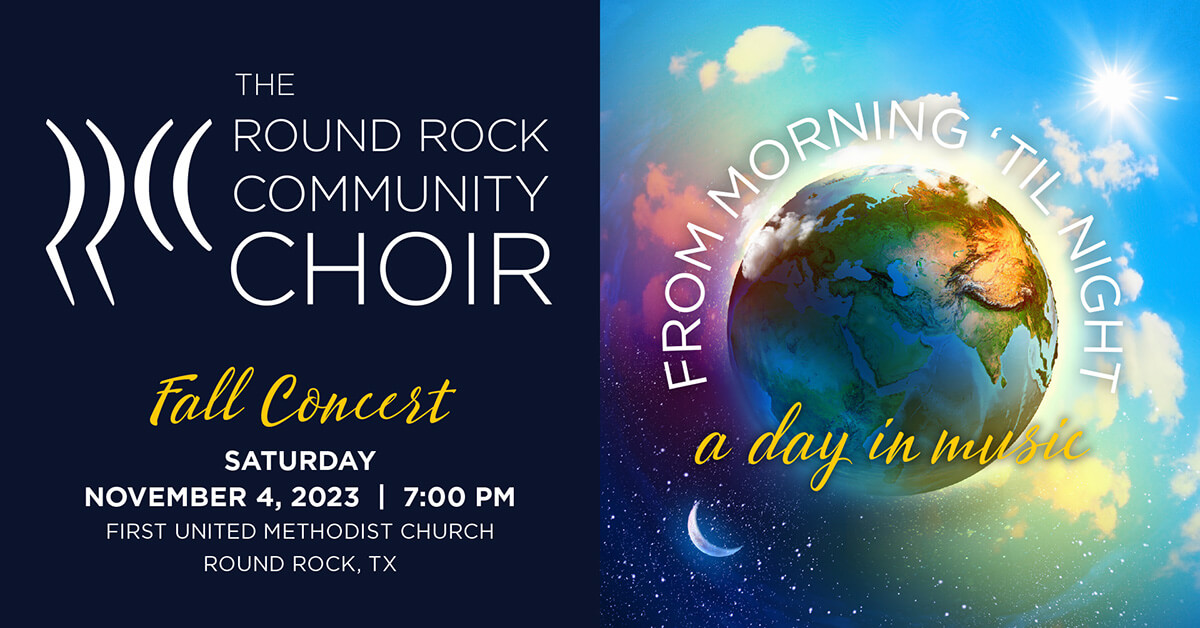 THE
ROUND ROCK
COMMUNITY
CHOIR
Fall Concert
SATURDAY
NOVEMBER 4, 2023 | 7:00 PM
FIRST UNITED METHODIST CHURCH
ROUND ROCK, TX
FROM MORNING ‘TIL NIGHT
a day in music